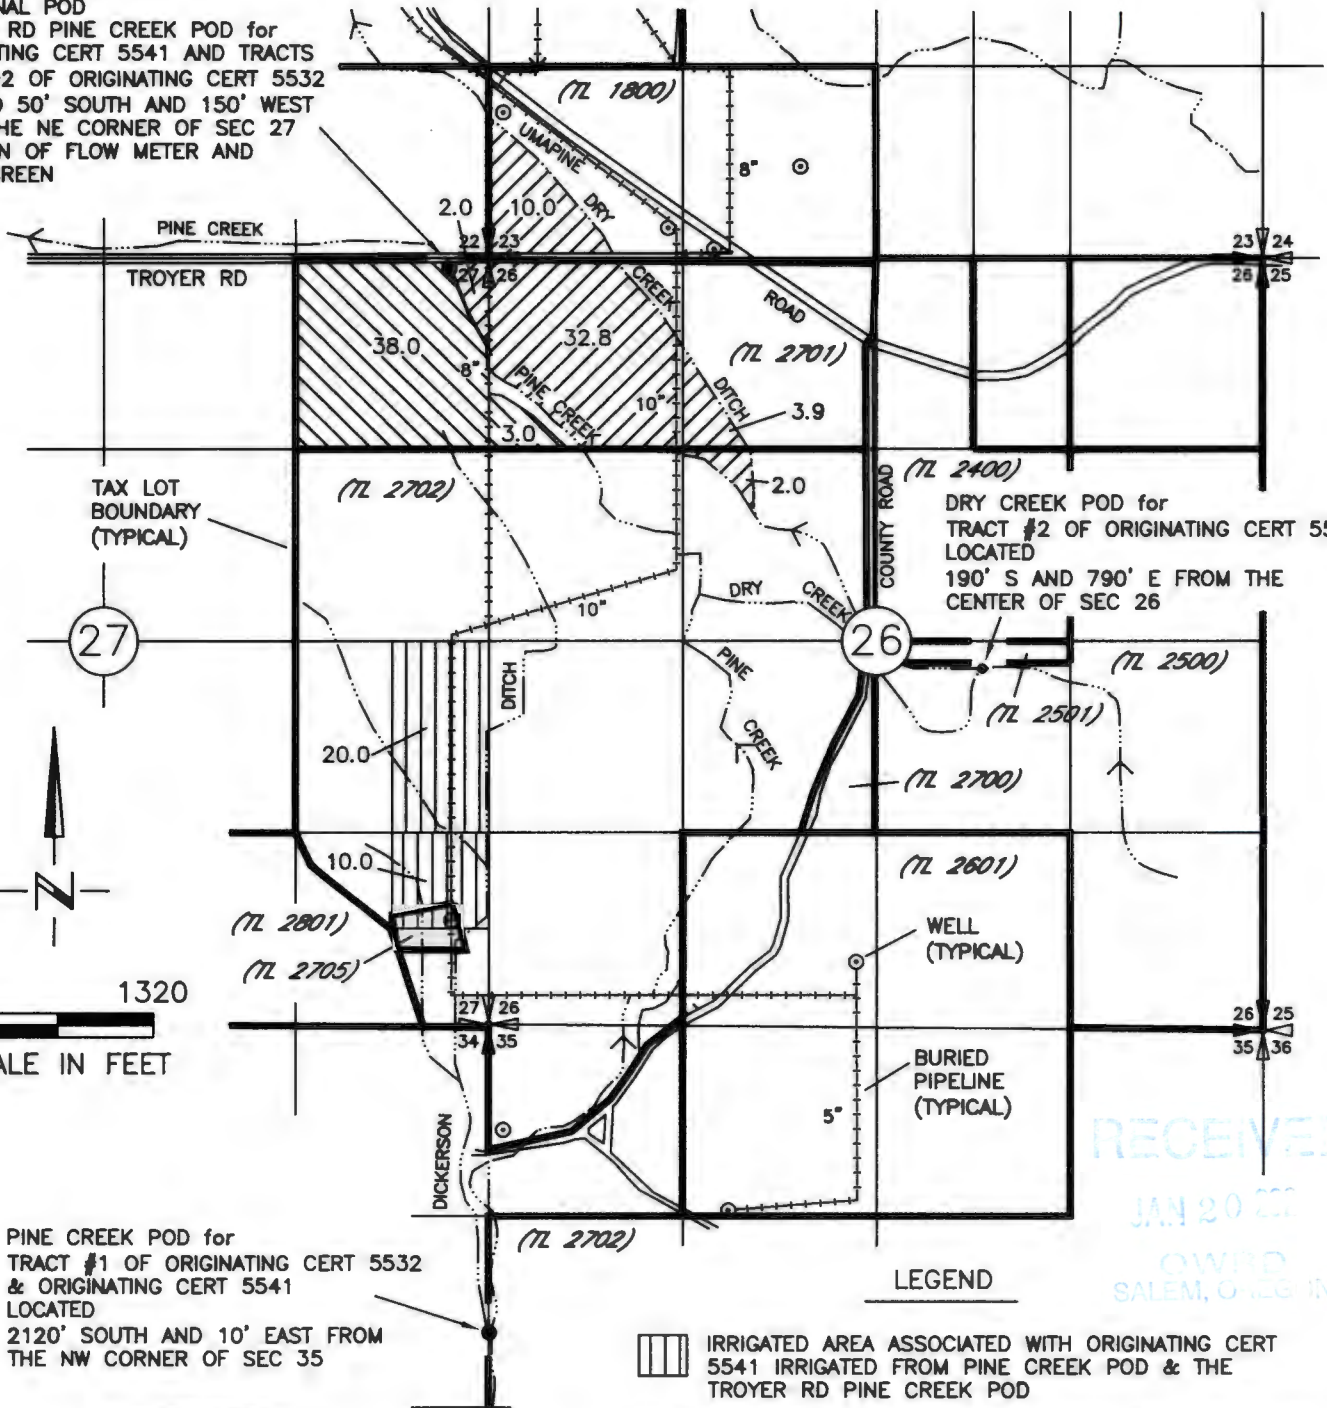 NAL POD
RD PINE CREEK POD for
TING CERT 5541 AND TRACTS
2 OF ORIGINATING CERT 5532
50' SOUTH AND 150' WEST
HE NE CORNER OF SEC 27
N OF FLOW METER AND
REEN
(TL 1800)
UMAPINE
8"
2.0
10.0
DRY
PINE CREEK
22
23
23
24
TROYER RD
27
26
26
25
CREEK
ROAD
38.0
32.8
(TL 2701)
8"
PINE CREEK
10"
DITCH
3.9
3.0
TAX LOT
BOUNDARY
(TYPICAL)
(TL 2702)
2.0
(TL 2400)
COUNTY ROAD
DRY CREEK POD for
TRACT #2 OF ORIGINATING CERT 55
LOCATED
190' S AND 790' E FROM THE
CENTER OF SEC 26
DRY
CREEK
10"
27
26
PINE
CREEK
(TL 2500)
DITCH
(TL 2501)
20.0
(TL 2700)
10.0
(TL 2601)
N
(TL 2801)
WELL
(TYPICAL)
(TL 2705)
1320
27
26
26
25
34
35
35
36
ALE IN FEET
BURIED
PIPELINE
(TYPICAL)
5"
DICKERSON
RECEIVE
JAN 20
OWRD
SALEM,
PINE CREEK POD for
TRACT #1 OF ORIGINATING CERT 5532
& ORIGINATING CERT 5541
LOCATED
2120' SOUTH AND 10' EAST FROM
THE NW CORNER OF SEC 35
(TL 2702)
LEGEND
IRRIGATED AREA ASSOCIATED WITH ORIGINATING CERT
5541 IRRIGATED FROM PINE CREEK POD & THE
TROYER RD PINE CREEK POD